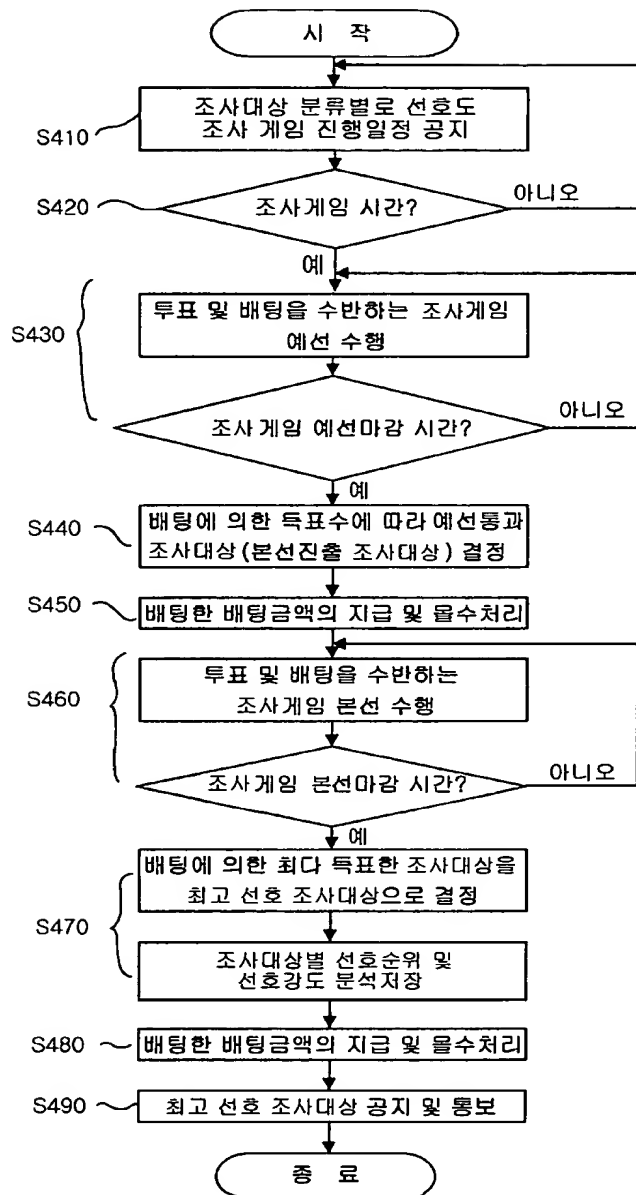 시 작
조사대상 분류별로 선호도
조사 게임 진행일정 공지
S410
조사게임 시간?
S420
아니오
예
투표 및 배팅을 수반하는 조사게임
예선 수행
S430
조사게임 예선마감 시간?
아니오
예
배팅에 의한 득표수에 따라 예선통과
조사대상(본선진출 조사대상) 결정
S440
배팅한 배팅금액의 지급 및 몰수처리
S450
투표 및 배팅을 수반하는
조사게임 본선 수행
S460
조사게임 본선마감 시간?
아니오
예
배팅에 의한 최다 득표한 조사대상을
최고 선호 조사대상으로 결정
S470
조사대상별 선호순위 및
선호강도 분석저장
배팅한 배팅금액의 지급 및 몰수처리
S480
최고 선호 조사대상 공지 및 통보
S490
종 료